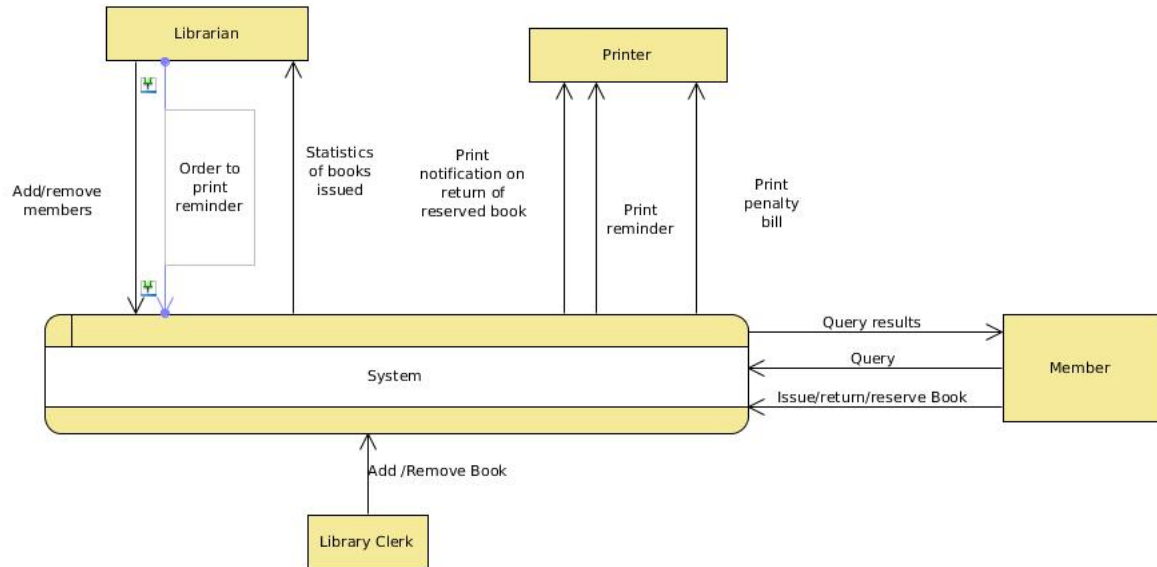 Librarian
Printer
Add/remove
members
Order to
print
reminder
Statistics
of books
issued
Print
notification on
return of
reserved book
Print
reminder
Print
penalty
bill
System
Query results
Query
Issue/return/reserve Book
Member
Add /Remove Book
Library Clerk